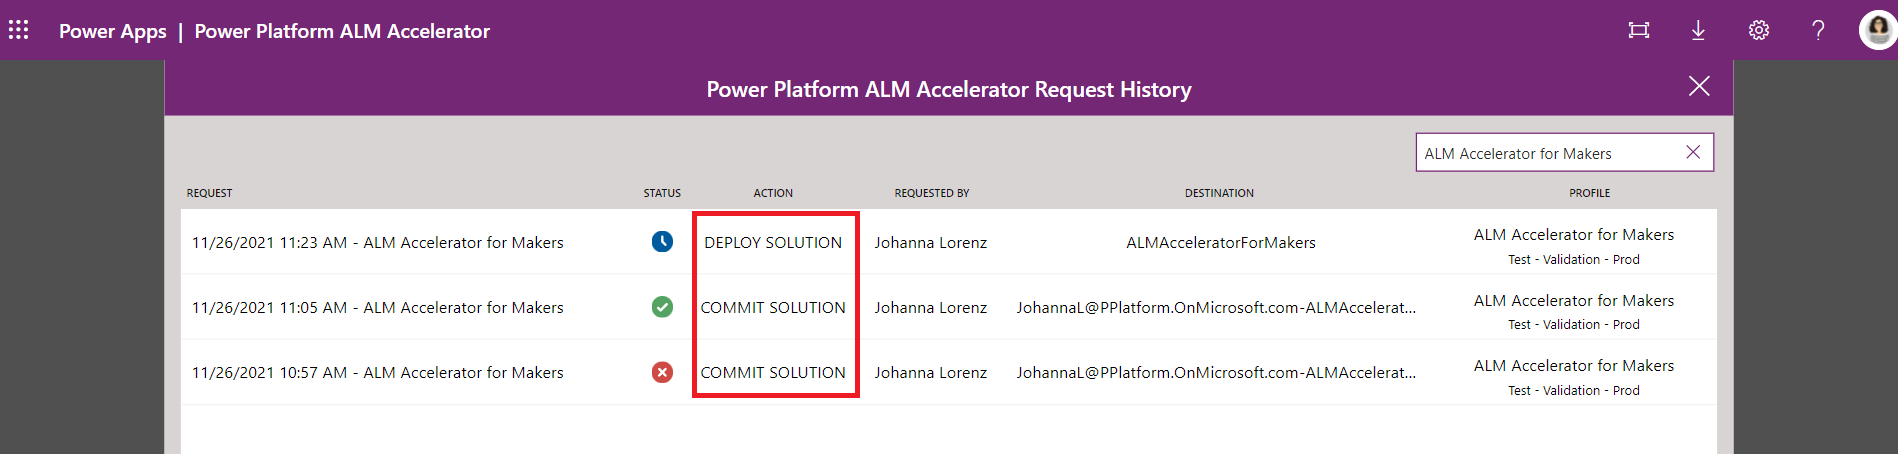 Power Apps | Power Platform ALM Accelerator
Power Platform ALM Accelerator Request History
ALM Accelerator for Makers
REQUEST STATUS ACTION REQUESTED BY DESTINATION PROFILE
11/26/2021 11:23 AM - ALM Accelerator for Makers DEPLOY SOLUTION Johanna Lorenz ALMAcceleratorForMakers ALM Accelerator for Makers
Test - Validation - Prod
11/26/2021 11:05 AM - ALM Accelerator for Makers COMMIT SOLUTION Johanna Lorenz JohannaL@PPlatform.OnMicrosoft.com-ALMAccelerat... ALM Accelerator for Makers
Test - Validation - Prod
11/26/2021 10:57 AM - ALM Accelerator for Makers COMMIT SOLUTION Johanna Lorenz JohannaL@PPlatform.OnMicrosoft.com-ALMAccelerat... ALM Accelerator for Makers
Test - Validation - Prod